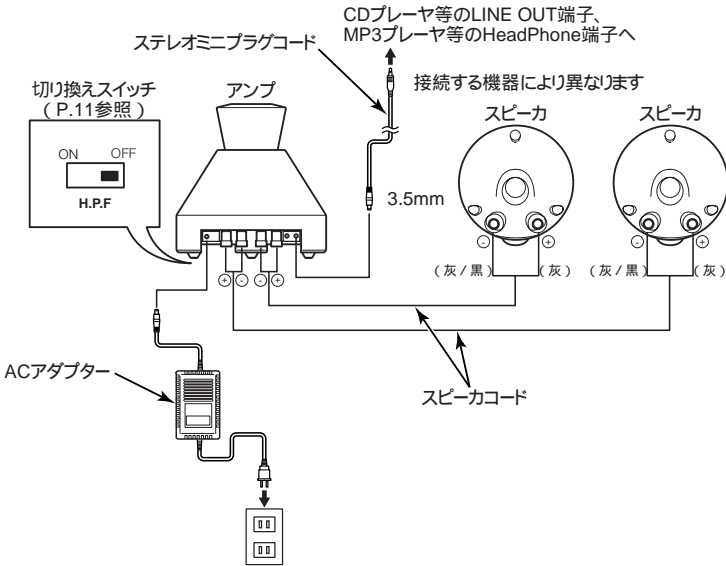 CDプレーヤ等のLINE OUT端子、
MP3プレーヤ等のHeadPhone端子へ
ステレオミニプラグコード
接続する機器により異なります
切り換えスイッチ
(P.11参照)
アンプ
スピーカ
スピーカ
ON OFF
H.P.F
3.5mm
- +
- +
(灰/黒) (灰)
(灰/黒) (灰)
+ - - +
ACアダプター
スピーカコード